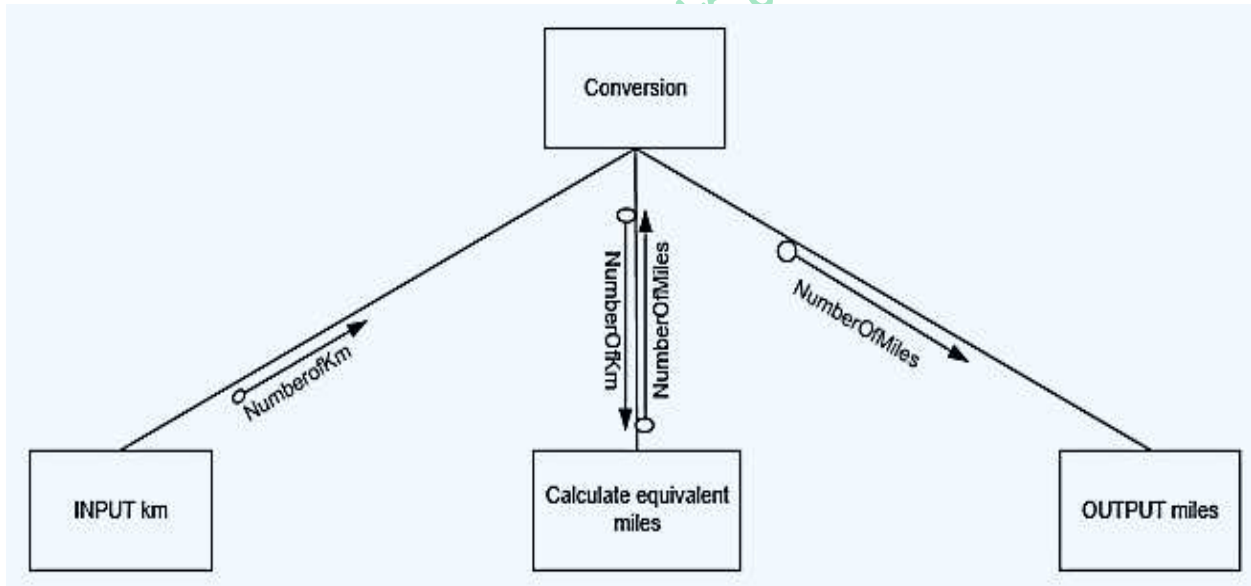 Conversion
NumberofKm
NumberOfKm
NumberOfMiles
NumberOfMiles
INPUT km
Calculate equivalent
miles
OUTPUT miles